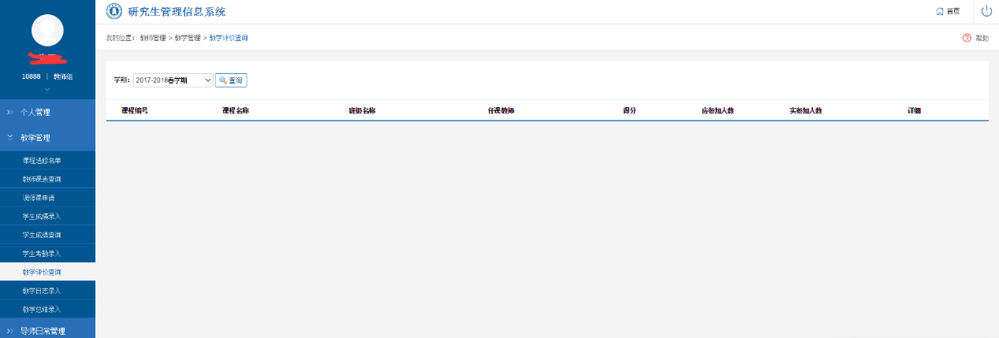 研究生管理信息系统
首页
我的位置： 教师管理 > 教学管理 > 教学评价查询
帮助
10888 | 教师组
学期： 2017-2018春学期 查询
课程编号 课程名称 班级名称 任课教师 得分 应参加人数 实参加人数 详细
个人管理
教学管理
课程选修名单
教师课表查询
调停课申请
学生成绩录入
学生成绩查询
学生考勤录入
教学评价查询
教学日志录入
教学总结录入
导师日常管理